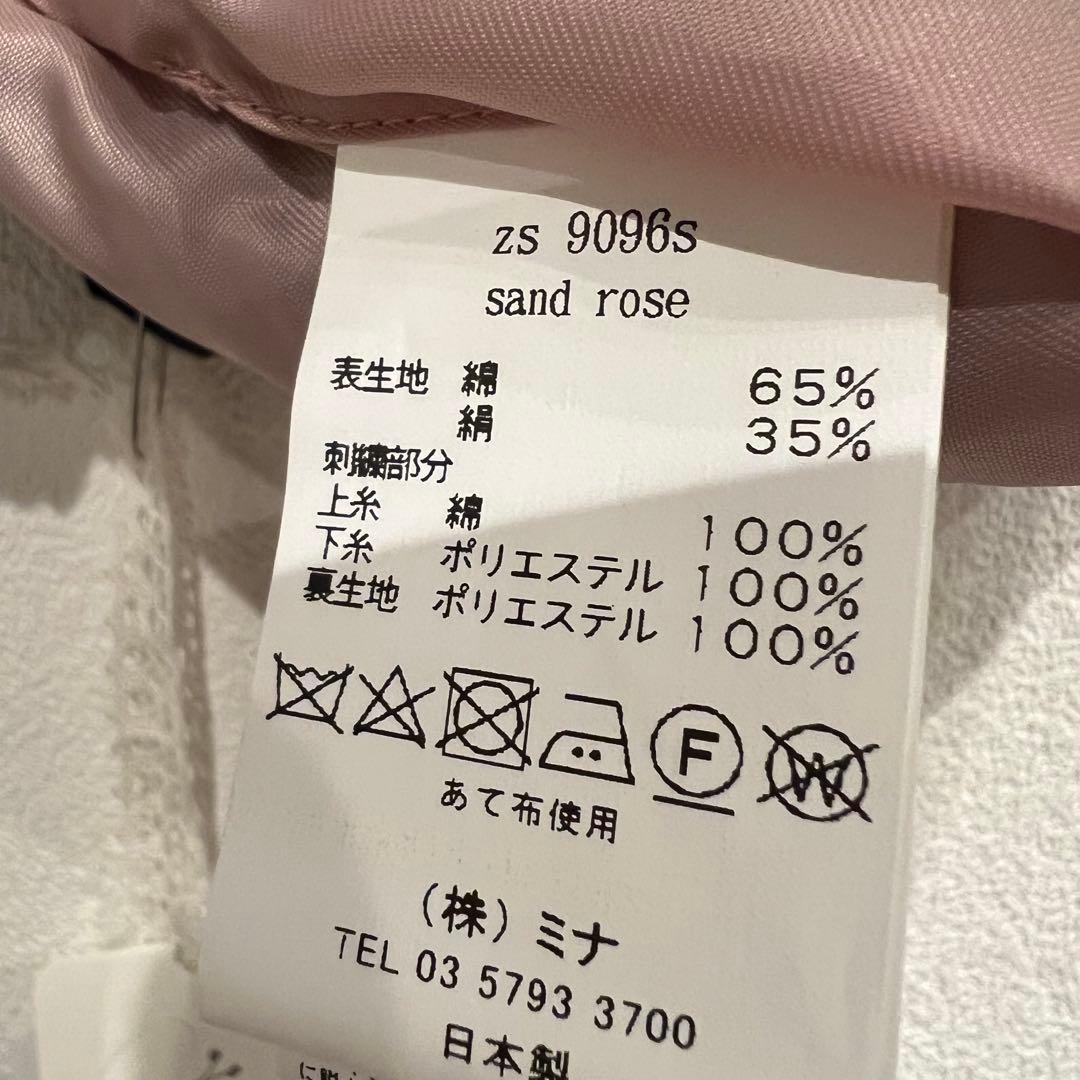 zs 9096s
sand rose
表生地 綿 65%
絹 35%
刺繍部分
上糸 綿 100%
下糸 ポリエステル 100%
裏生地 ポリエステル 100%
F W
あて布使用
(株) ミナ
TEL 03 5793 3700
日本製